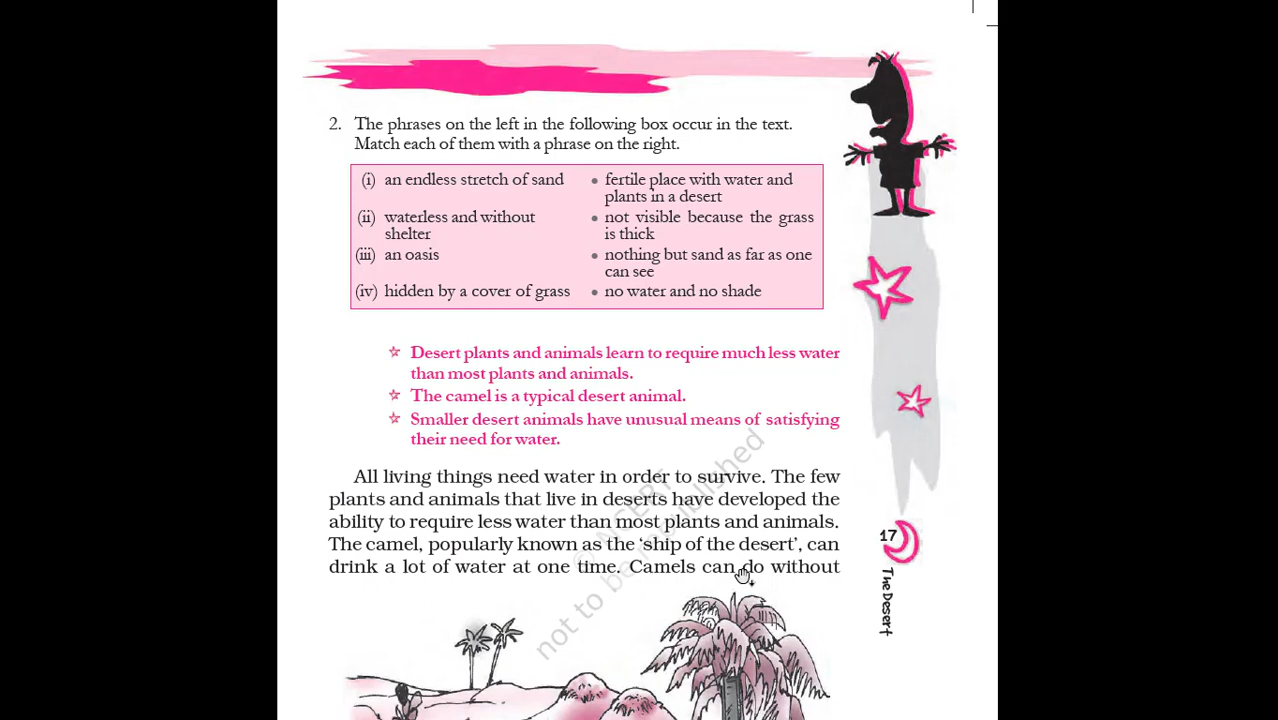 2. The phrases on the left in the following box occur in the text.
Match each of them with a phrase on the right.
(i) an endless stretch of sand
• fertile place with water and
plants in a desert
(ii) waterless and without
shelter
• not visible because the grass
is thick
(iii) an oasis
• nothing but sand as far as one
can see
(iv) hidden by a cover of grass
• no water and no shade
☆ Desert plants and animals learn to require much less water
than most plants and animals.
☆ The camel is a typical desert animal.
☆ Smaller desert animals have unusual means of satisfying
their need for water.
All living things need water in order to survive. The few
plants and animals that live in deserts have developed the
ability to require less water than most plants and animals.
The camel, popularly known as the ‘ship of the desert’, can
drink a lot of water at one time. Camels can do without
17
The Desert
© NCERT
not to be republished